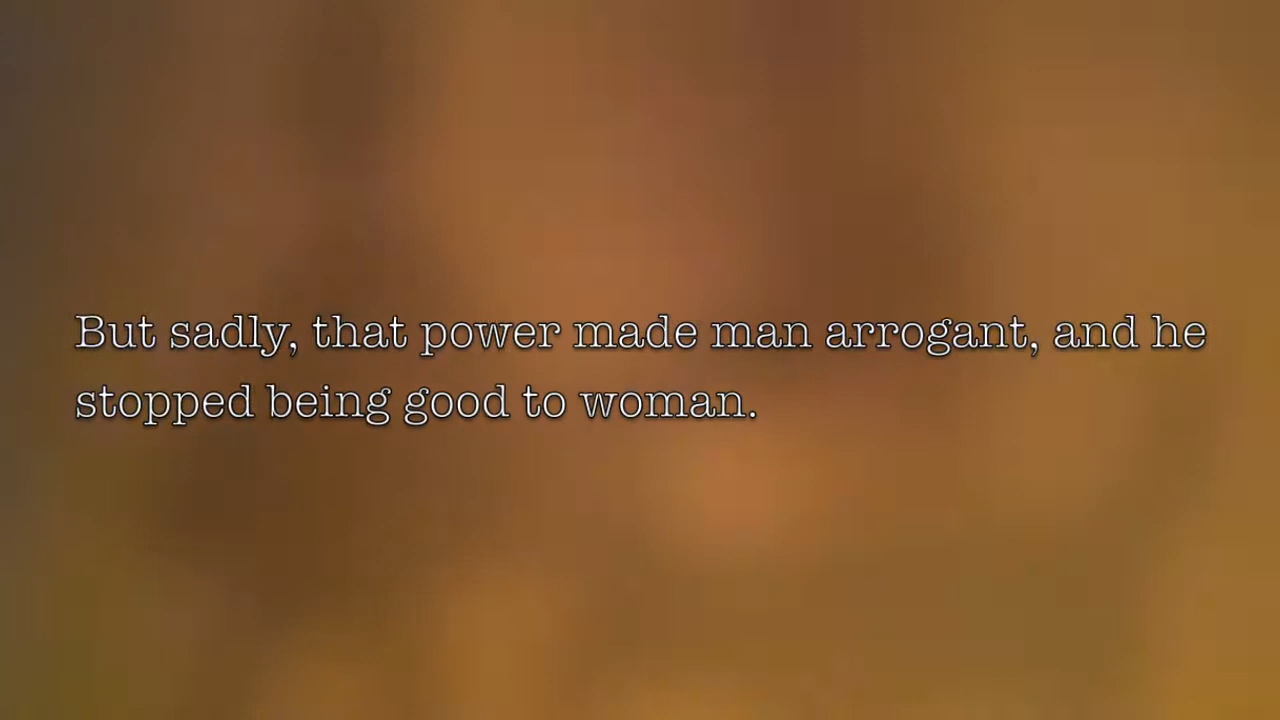 But sadly, that power made man arrogant, and he
stopped being good to woman.